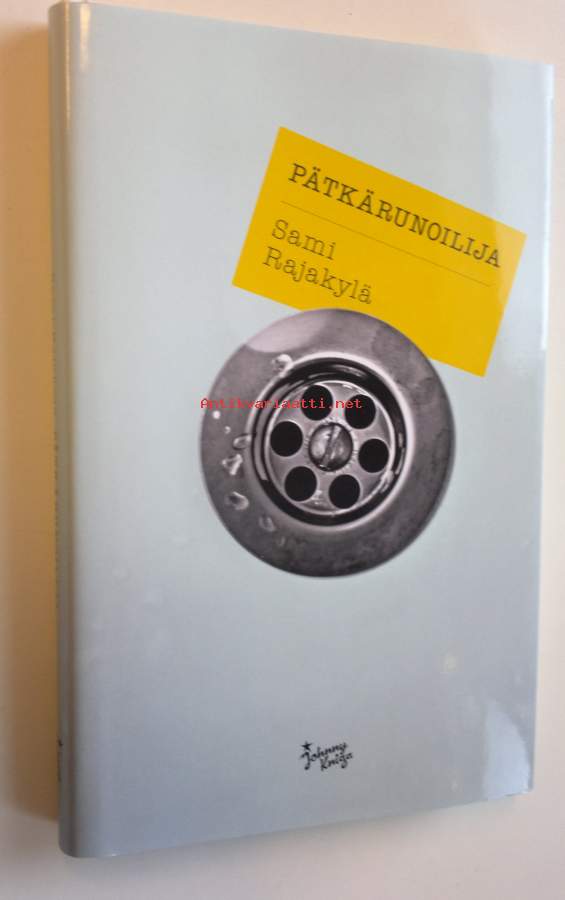 PÄTKÄRUNOILIJA
Sami
Rajakylä
Antikvariaatti.net
Johnny
Kniga